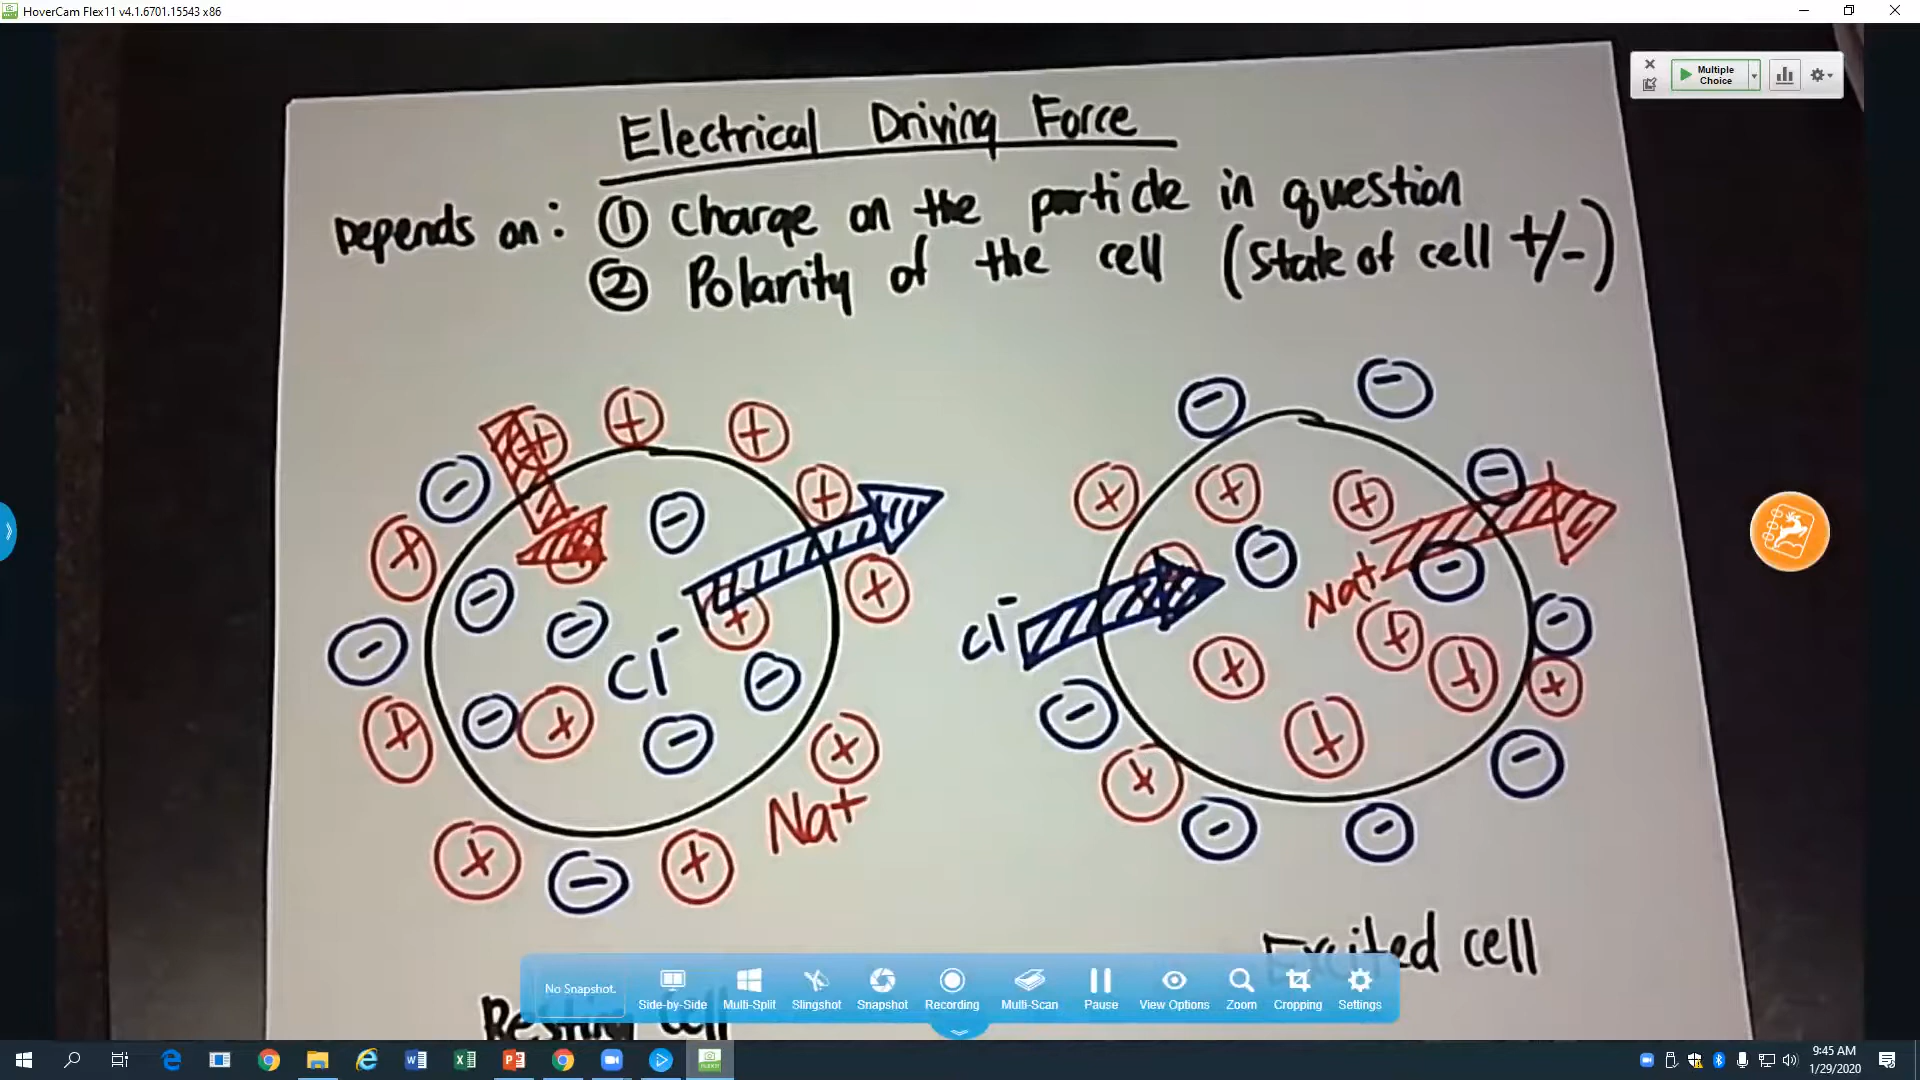 HoverCam Flex11 v4.1.6701.15543 x86
Multiple
Choice
Electrical Driving Force
Depends on: ① Charge on the particle in question
② Polarity of the cell (State of cell +/-)
+ + +
- + - + - - -
+ - + + +
- - + - Na+ -
- - + + Cl- + -
Cl- + - + + +
+ - + - - + -
+ + - -
Na+
+ - + - -
Excited cell
Resting cell
No Snapshot.
Side-by-Side
Multi-Split
Slingshot
Snapshot
Recording
Multi-Scan
Pause
View Options
Zoom
Cropping
Settings
9:45 AM
1/29/2020